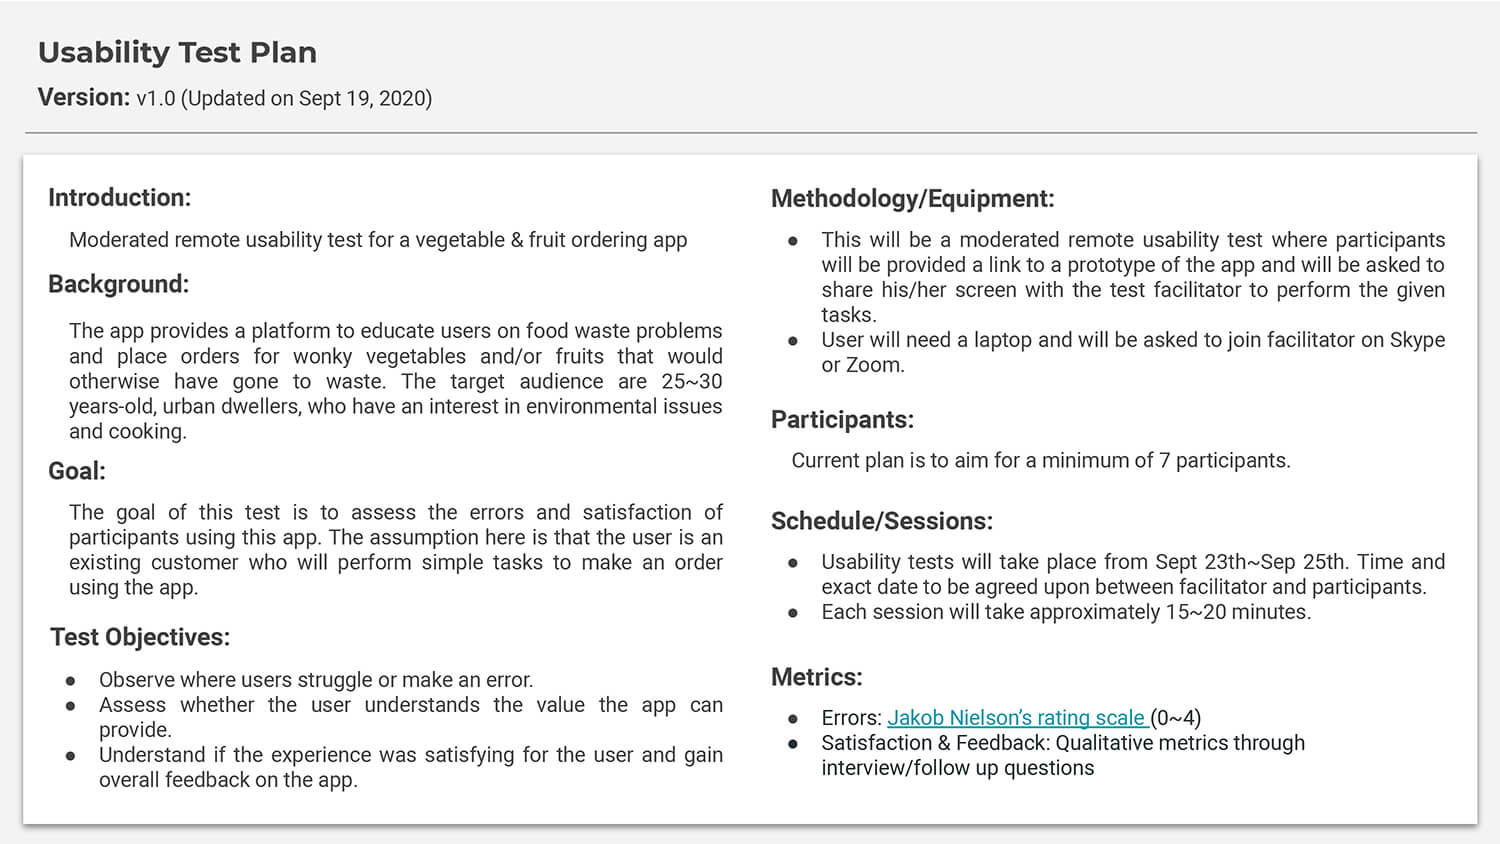 Usability Test Plan
Version: v1.0 (Updated on Sept 19, 2020)
Introduction:
Moderated remote usability test for a vegetable & fruit ordering app
Background:
The app provides a platform to educate users on food waste problems
and place orders for wonky vegetables and/or fruits that would
otherwise have gone to waste. The target audience are 25~30
years-old, urban dwellers, who have an interest in environmental issues
and cooking.
Goal:
The goal of this test is to assess the errors and satisfaction of
participants using this app. The assumption here is that the user is an
existing customer who will perform simple tasks to make an order
using the app.
Test Objectives:
● Observe where users struggle or make an error.
● Assess whether the user understands the value the app can
provide.
● Understand if the experience was satisfying for the user and gain
overall feedback on the app.
Methodology/Equipment:
● This will be a moderated remote usability test where participants
will be provided a link to a prototype of the app and will be asked to
share his/her screen with the test facilitator to perform the given
tasks.
● User will need a laptop and will be asked to join facilitator on Skype
or Zoom.
Participants:
Current plan is to aim for a minimum of 7 participants.
Schedule/Sessions:
● Usability tests will take place from Sept 23th~Sep 25th. Time and
exact date to be agreed upon between facilitator and participants.
● Each session will take approximately 15~20 minutes.
Metrics:
● Errors: Jakob Nielson’s rating scale (0~4)
● Satisfaction & Feedback: Qualitative metrics through
interview/follow up questions